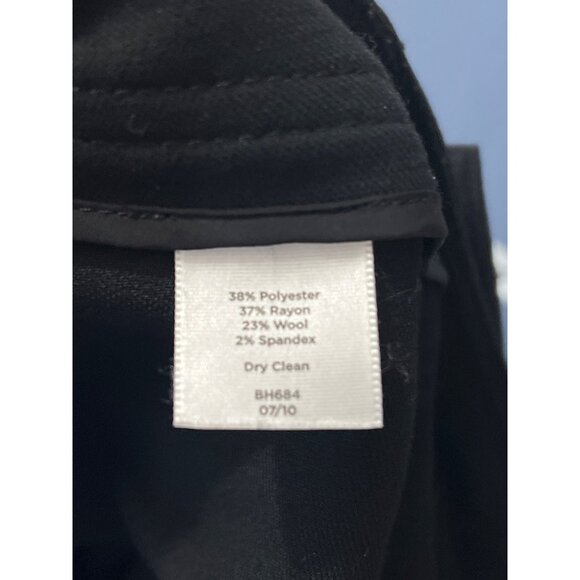 38% Polyester
37% Rayon
23% Wool
2% Spandex
Dry Clean
BH684
07/10